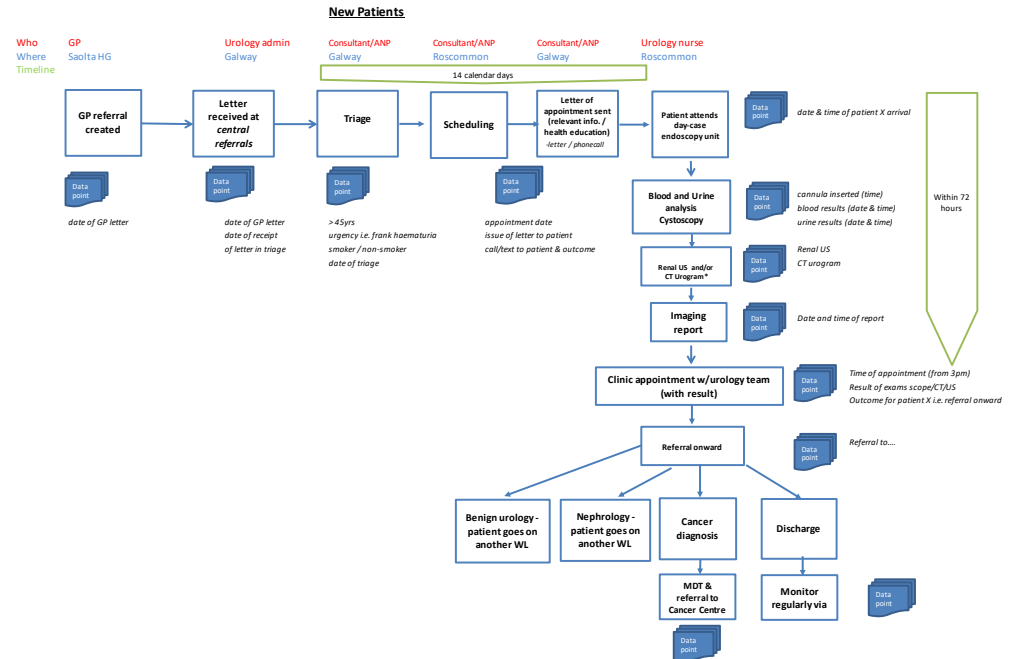 New Patients
Who
GP
Urology admin
Consultant/ANP
Consultant/ANP
Consultant/ANP
Urology nurse
Where
Saolta HG
Galway
Galway
Roscommon
Galway
Roscommon
Timeline
14 calendar days
GP referral
created
Letter
received at
central
referrals
Triage
Scheduling
Letter of
appointment sent
(relevant info. /
health education)
-letter / phonecall
Patient attends
day-case
endoscopy unit
Data
point
date & time of patient X arrival
Data
point
date of GP letter
Data
point
date of GP letter
date of receipt
of letter in triage
Data
point
> 45yrs
urgency i.e. frank haematuria
smoker / non-smoker
date of triage
Data
point
appointment date
issue of letter to patient
call/text to patient & outcome
Within 72
hours
Blood and Urine
analysis
Cystoscopy
Data
point
cannula inserted (time)
blood results (date & time)
urine results (date & time)
Renal US and/or
CT Urogram*
Data
point
Renal US
CT urogram
Imaging
report
Data
point
Date and time of report
Clinic appointment w/urology team
(with result)
Data
point
Time of appointment (from 3pm)
Result of exams scope/CT/US
Outcome for patient X i.e. referral onward
Referral onward
Data
point
Referral to....
Benign urology -
patient goes on
another WL
Nephrology -
patient goes on
another WL
Cancer
diagnosis
Discharge
MDT &
referral to
Cancer Centre
Monitor
regularly via
Data
point
Data
point